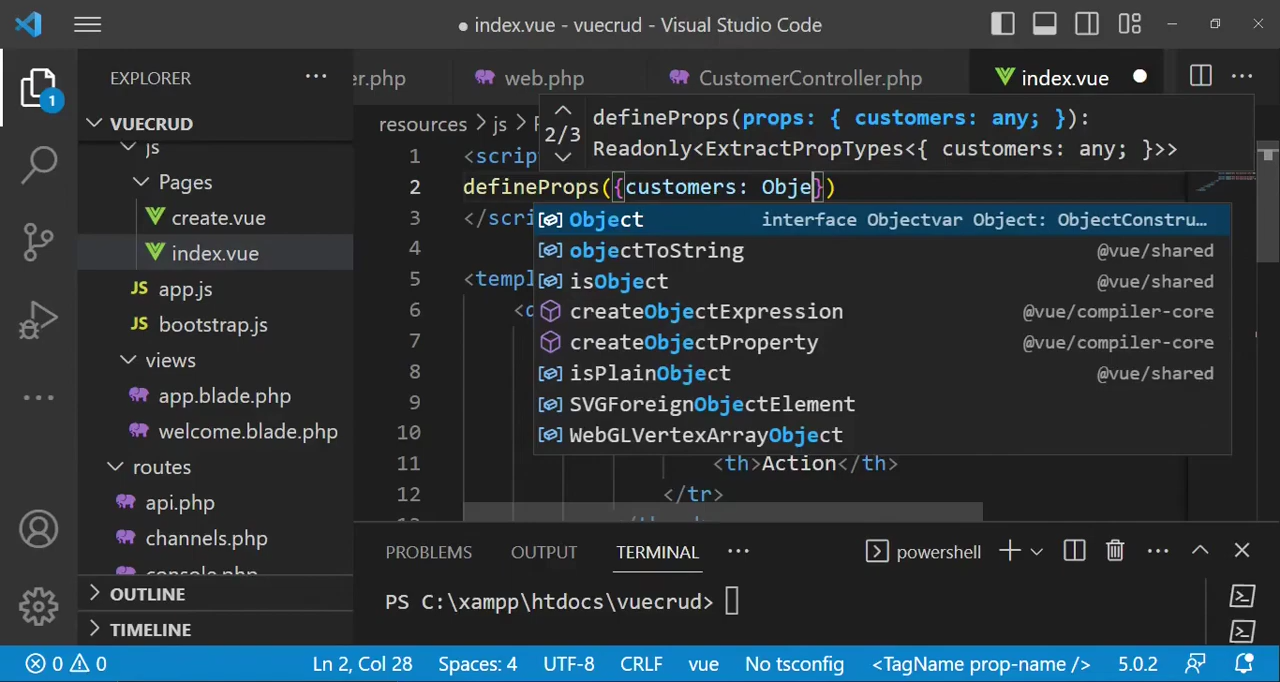 ● index.vue - vuecrud - Visual Studio Code
EXPLORER
er.php
web.php
CustomerController.php
index.vue
1
VUECRUD
js
Pages
create.vue
index.vue
app.js
bootstrap.js
views
app.blade.php
welcome.blade.php
routes
api.php
channels.php
console.php
OUTLINE
TIMELINE
resources > js >
2/3
defineProps(props: { customers: any; }):
Readonly<ExtractPropTypes<{ customers: any; }>>
1 <scrip
2 defineProps({customers: Obje})
3 </scri
4
5 <templ
6 <d
7
8
9
10
11 <th>Action</th>
12 </tr>
Object interface Objectvar Object: ObjectConstru...
objectToString @vue/shared
isObject @vue/shared
createObjectExpression @vue/compiler-core
createObjectProperty @vue/compiler-core
isPlainObject @vue/shared
SVGForeignObjectElement
WebGLVertexArrayObject
PROBLEMS OUTPUT TERMINAL ... powershell
PS C:\xampp\htdocs\vuecrud>
0 0 Ln 2, Col 28 Spaces: 4 UTF-8 CRLF vue No tsconfig <TagName prop-name /> 5.0.2